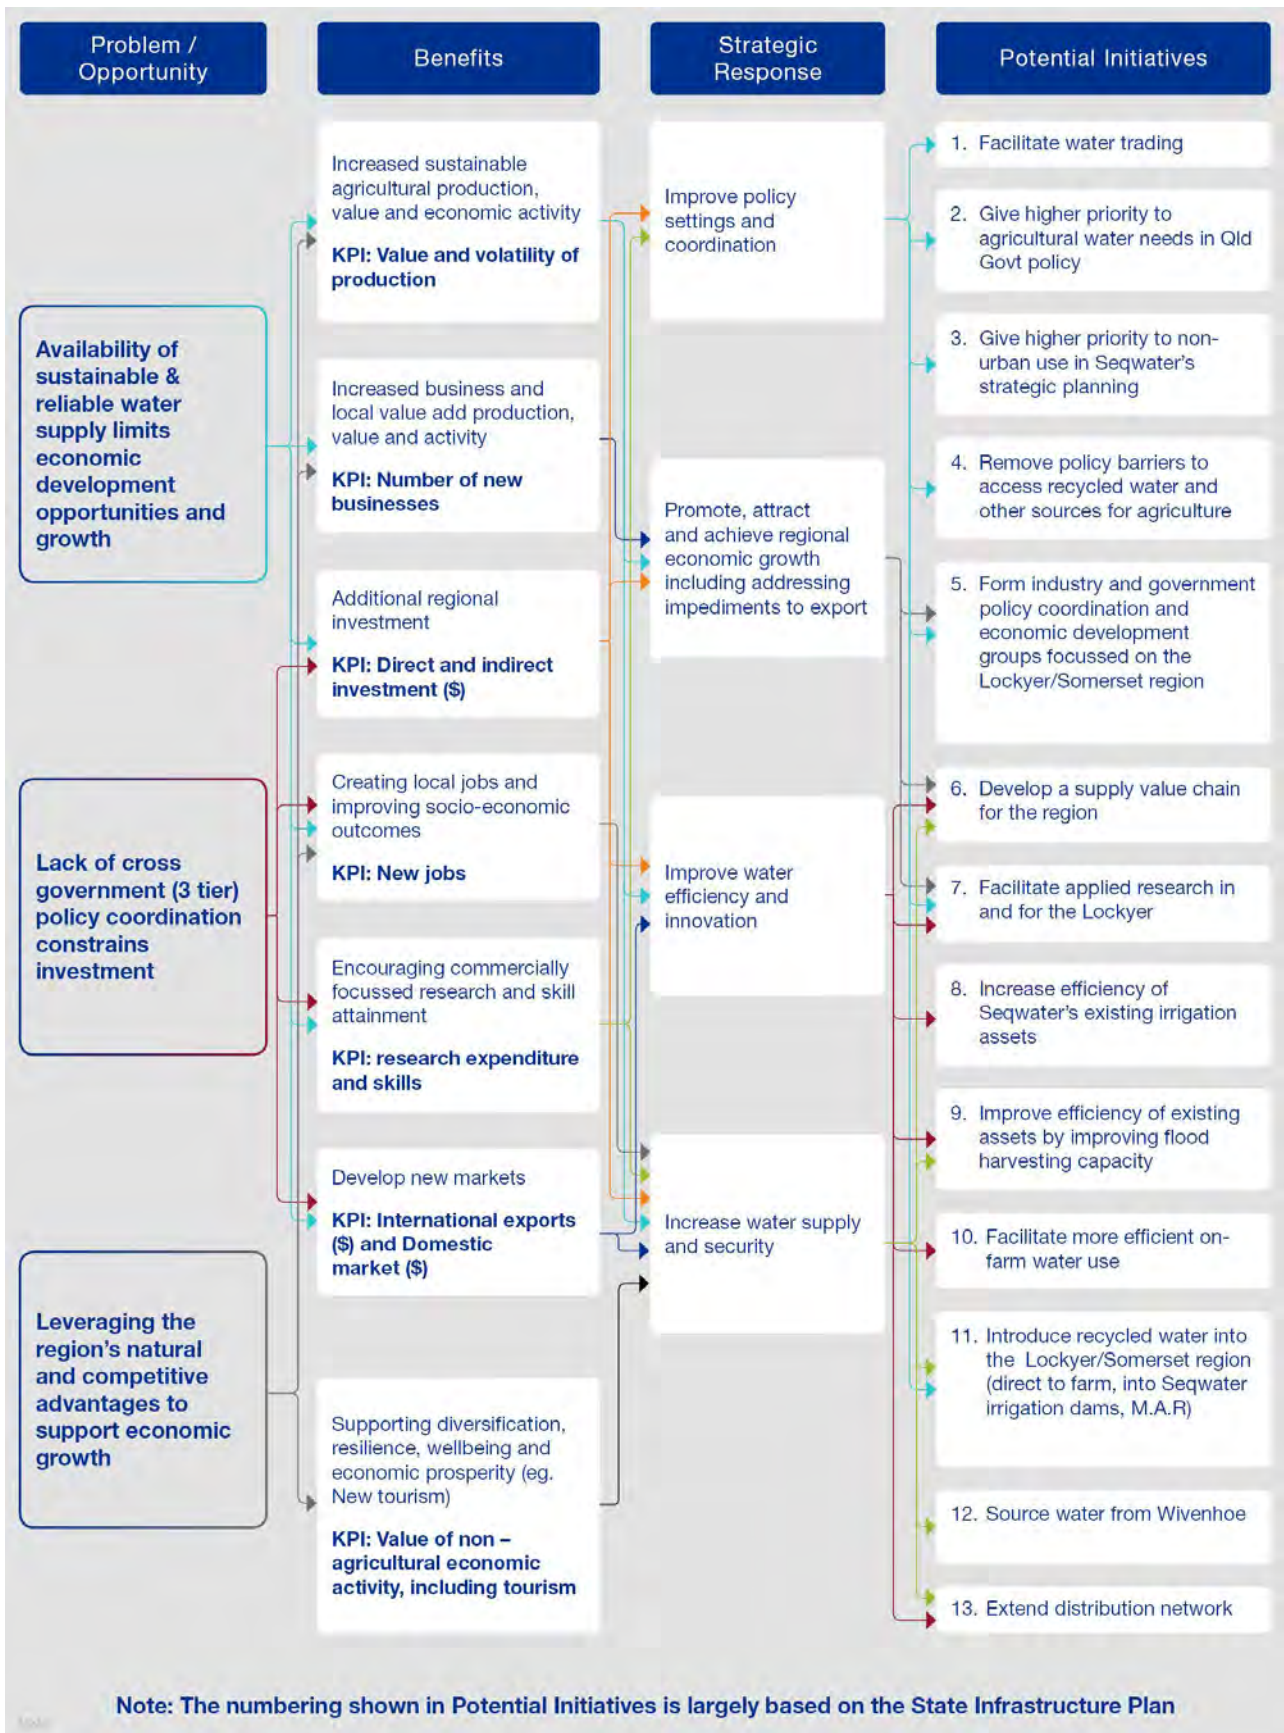 Problem /
Opportunity
Benefits
Strategic
Response
Potential Initiatives
Availability of
sustainable &
reliable water
supply limits
economic
development
opportunities and
growth
Lack of cross
government (3 tier)
policy coordination
constrains
investment
Leveraging the
region's natural
and competitive
advantages to
support economic
growth
Increased sustainable
agricultural production,
value and economic activity
KPI: Value and volatility of
production
Increased business and
local value add production,
value and activity
KPI: Number of new
businesses
Additional regional
investment
KPI: Direct and indirect
investment ($)
Creating local jobs and
improving socio-economic
outcomes
KPI: New jobs
Encouraging commercially
focussed research and skill
attainment
KPI: research expenditure
and skills
Develop new markets
KPI: International exports
($) and Domestic
market ($)
Supporting diversification,
resilience, wellbeing and
economic prosperity (eg.
New tourism)
KPI: Value of non –
agricultural economic
activity, including tourism
Improve policy
settings and
coordination
Promote, attract
and achieve regional
economic growth
including addressing
impediments to export
Improve water
efficiency and
innovation
Increase water supply
and security
1. Facilitate water trading
2. Give higher priority to
agricultural water needs in Qld
Govt policy
3. Give higher priority to non-
urban use in Seqwater's
strategic planning
4. Remove policy barriers to
access recycled water and
other sources for agriculture
5. Form industry and government
policy coordination and
economic development
groups focussed on the
Lockyer/Somerset region
6. Develop a supply value chain
for the region
7. Facilitate applied research in
and for the Lockyer
8. Increase efficiency of
Seqwater's existing irrigation
assets
9. Improve efficiency of existing
assets by improving flood
harvesting capacity
10. Facilitate more efficient on-
farm water use
11. Introduce recycled water into
the Lockyer/Somerset region
(direct to farm, into Seqwater
irrigation dams, M.A.R)
12. Source water from Wivenhoe
13. Extend distribution network
Note: The numbering shown in Potential Initiatives is largely based on the State Infrastructure Plan